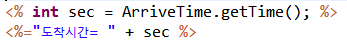 <% int sec = ArriveTime.getTime(); %>
<%="도착시간= " + sec %>